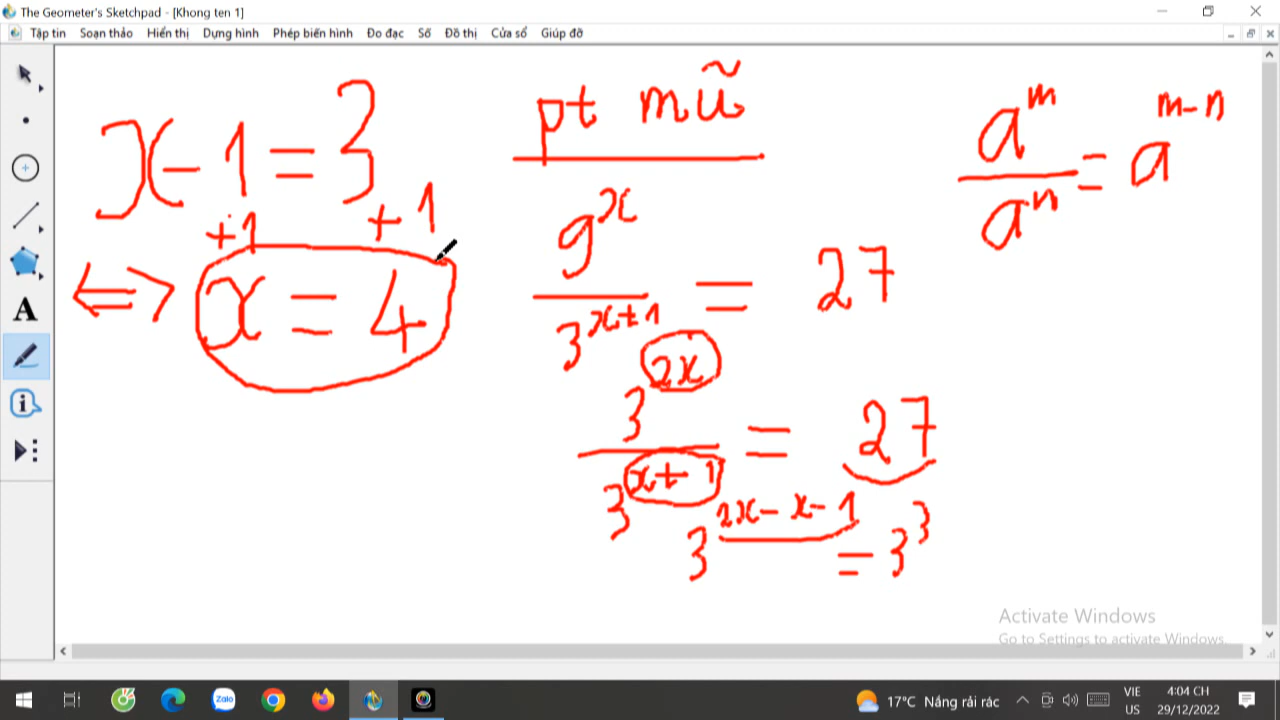 The Geometer's Sketchpad - [Khong ten 1]
Tập tin Soạn thảo Hiển thị Dựng hình Phép biến hình Đo đạc Số Đồ thị Cửa sổ Giúp đỡ
x - 1 = 3
+1 +1
⇔ x = 4
pt mũ
9^x / 3^{x+1} = 27
3^{2x} / 3^{x+1} = 27
3^{2x-x-1} = 3^3
a^m / a^n = a^{m-n}
A
Activate Windows
Go to Settings to activate Windows.
Zalo
17°C Nắng rải rác
VIE
US
4:04 CH
29/12/2022